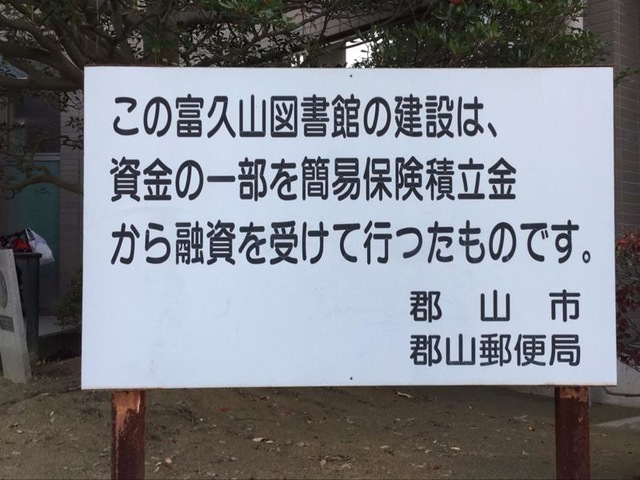 この富久山図書館の建設は、
資金の一部を簡易保険積立金
から融資を受けて行つたものです。
郡山市
郡山郵便局